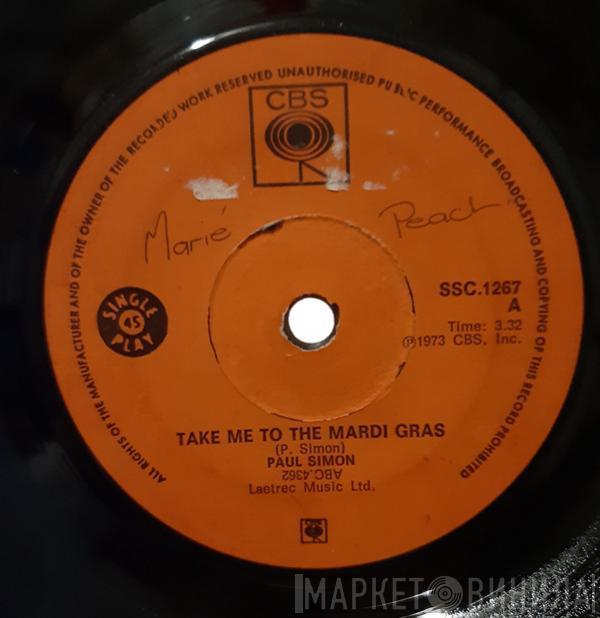 ALL RIGHTS OF THE MANUFACTURER AND OF THE OWNER OF THE RECORDED WORK RESERVED UNAUTHORISED PUBLIC PERFORMANCE BROADCASTING AND COPYING OF THIS RECORD PROHIBITED
CBS
Marié Peach
SINGLE
45
PLAY
SSC.1267
A
Time: 3.32
℗1973 CBS, Inc.
TAKE ME TO THE MARDI GRAS
(P. Simon)
PAUL SIMON
ABC.4362
Laetrec Music Ltd.
CBS
МАРКЕТ ВИНИЛА